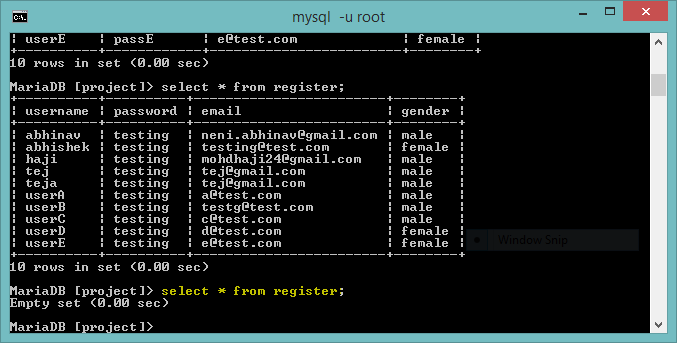 mysql -u root
| userE | passE | e@test.com | female |
+----------+----------+-------------------------+--------+
10 rows in set (0.00 sec)
MariaDB [project]> select * from register;
+----------+----------+-------------------------+--------+
| username | password | email | gender |
+----------+----------+-------------------------+--------+
| abhinav | testing | neni.abhinav@gmail.com | male |
| abhishek | testing | testing@test.com | female |
| haji | testing | mohdhaji24@gmail.com | male |
| tej | testing | tej@gmail.com | male |
| teja | testing | tej@gmail.com | male |
| userA | testing | a@test.com | male |
| userB | testing | testg@test.com | male |
| userC | testing | c@test.com | male |
| userD | testing | d@test.com | female |
| userE | testing | e@test.com | female |
+----------+----------+-------------------------+--------+
Window Snip
10 rows in set (0.00 sec)
MariaDB [project]> select * from register;
Empty set (0.00 sec)
MariaDB [project]>